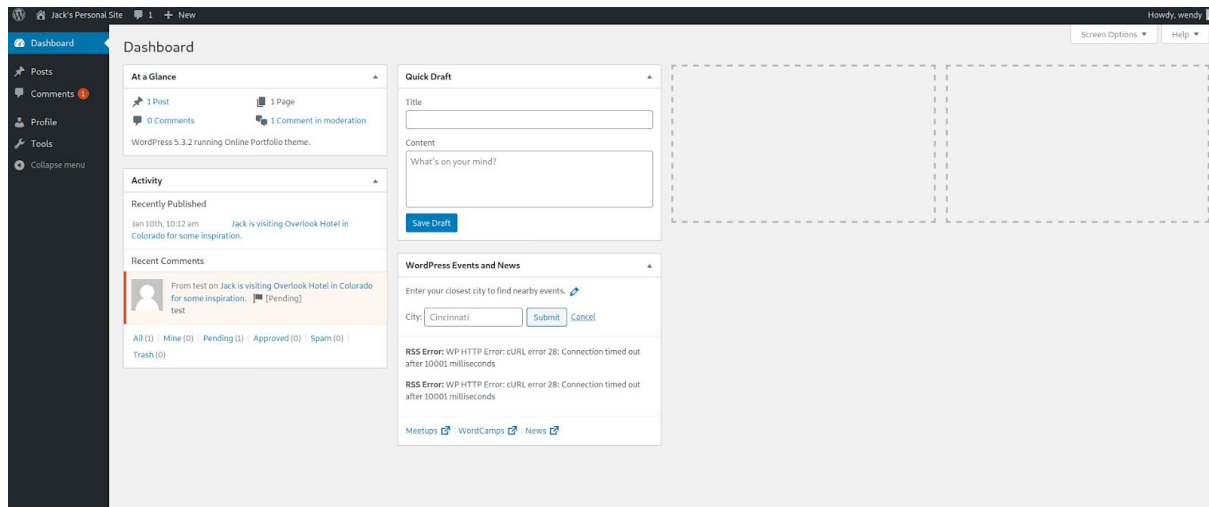 Jack's Personal Site 1 + New Howdy, wendy
Screen Options Help
Dashboard
Posts
Comments 1
Profile
Tools
Collapse menu
Dashboard
At a Glance
1 Post 1 Page
0 Comments 1 Comment in moderation
WordPress 5.3.2 running Online Portfolio theme.
Activity
Recently Published
Jan 10th, 10:12 am Jack is visiting Overlook Hotel in
Colorado for some inspiration.
Recent Comments
From test on Jack is visiting Overlook Hotel in Colorado
for some inspiration. [Pending]
test
All (1) | Mine (0) | Pending (1) | Approved (0) | Spam (0) |
Trash (0)
Quick Draft
Title
Content
What's on your mind?
Save Draft
WordPress Events and News
Enter your closest city to find nearby events.
City: Cincinnati Submit Cancel
RSS Error: WP HTTP Error: cURL error 28: Connection timed out
after 10001 milliseconds
RSS Error: WP HTTP Error: cURL error 28: Connection timed out
after 10001 milliseconds
Meetups | WordCamps | News